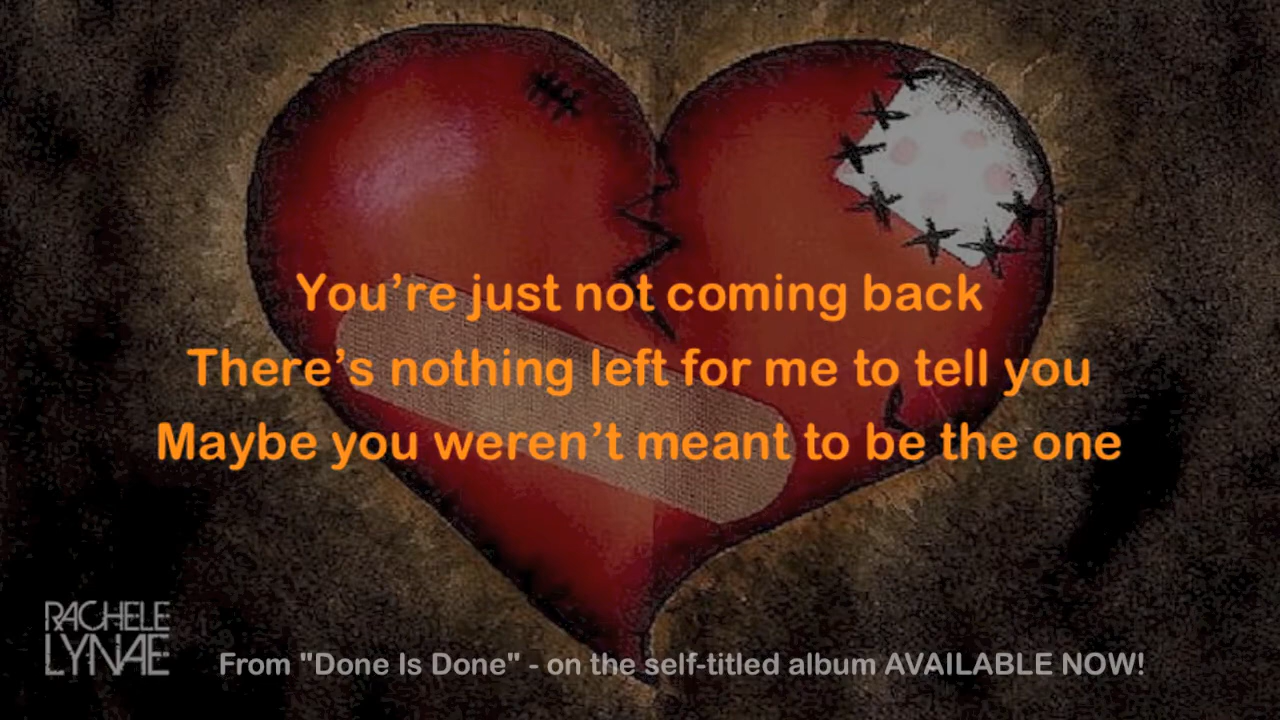 You’re just not coming back
There’s nothing left for me to tell you
Maybe you weren’t meant to be the one
RACHELE
LYNAE
From "Done Is Done" - on the self-titled album AVAILABLE NOW!